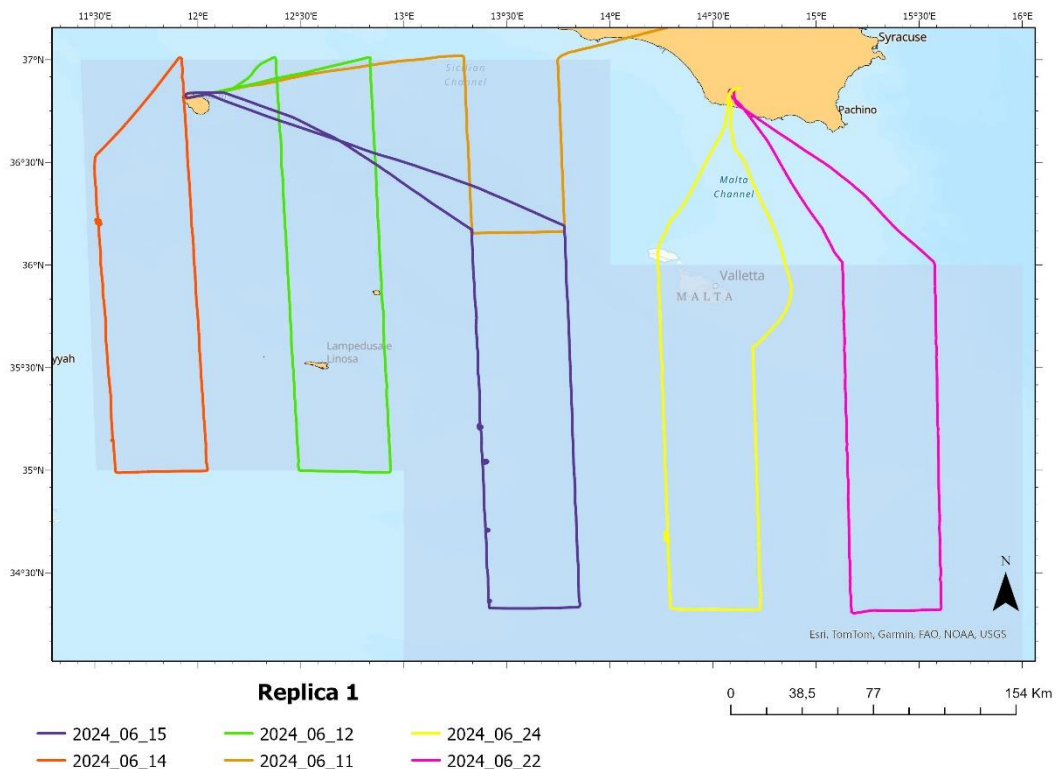 11°30'E 12°E 12°30'E 13°E 13°30'E 14°E 14°30'E 15°E 15°30'E 16°E
Syracuse
37°N
Sicilian
Channel
Pachino
36°30'N
Malta
Channel
36°N
Valletta
MALTA
Lampedusa e
Linosa
yyah
35°30'N
35°N
34°30'N
N
Esri, TomTom, Garmin, FAO, NOAA, USGS
Replica 1
0 38,5 77 154 Km
2024_06_15 2024_06_12 2024_06_24
2024_06_14 2024_06_11 2024_06_22